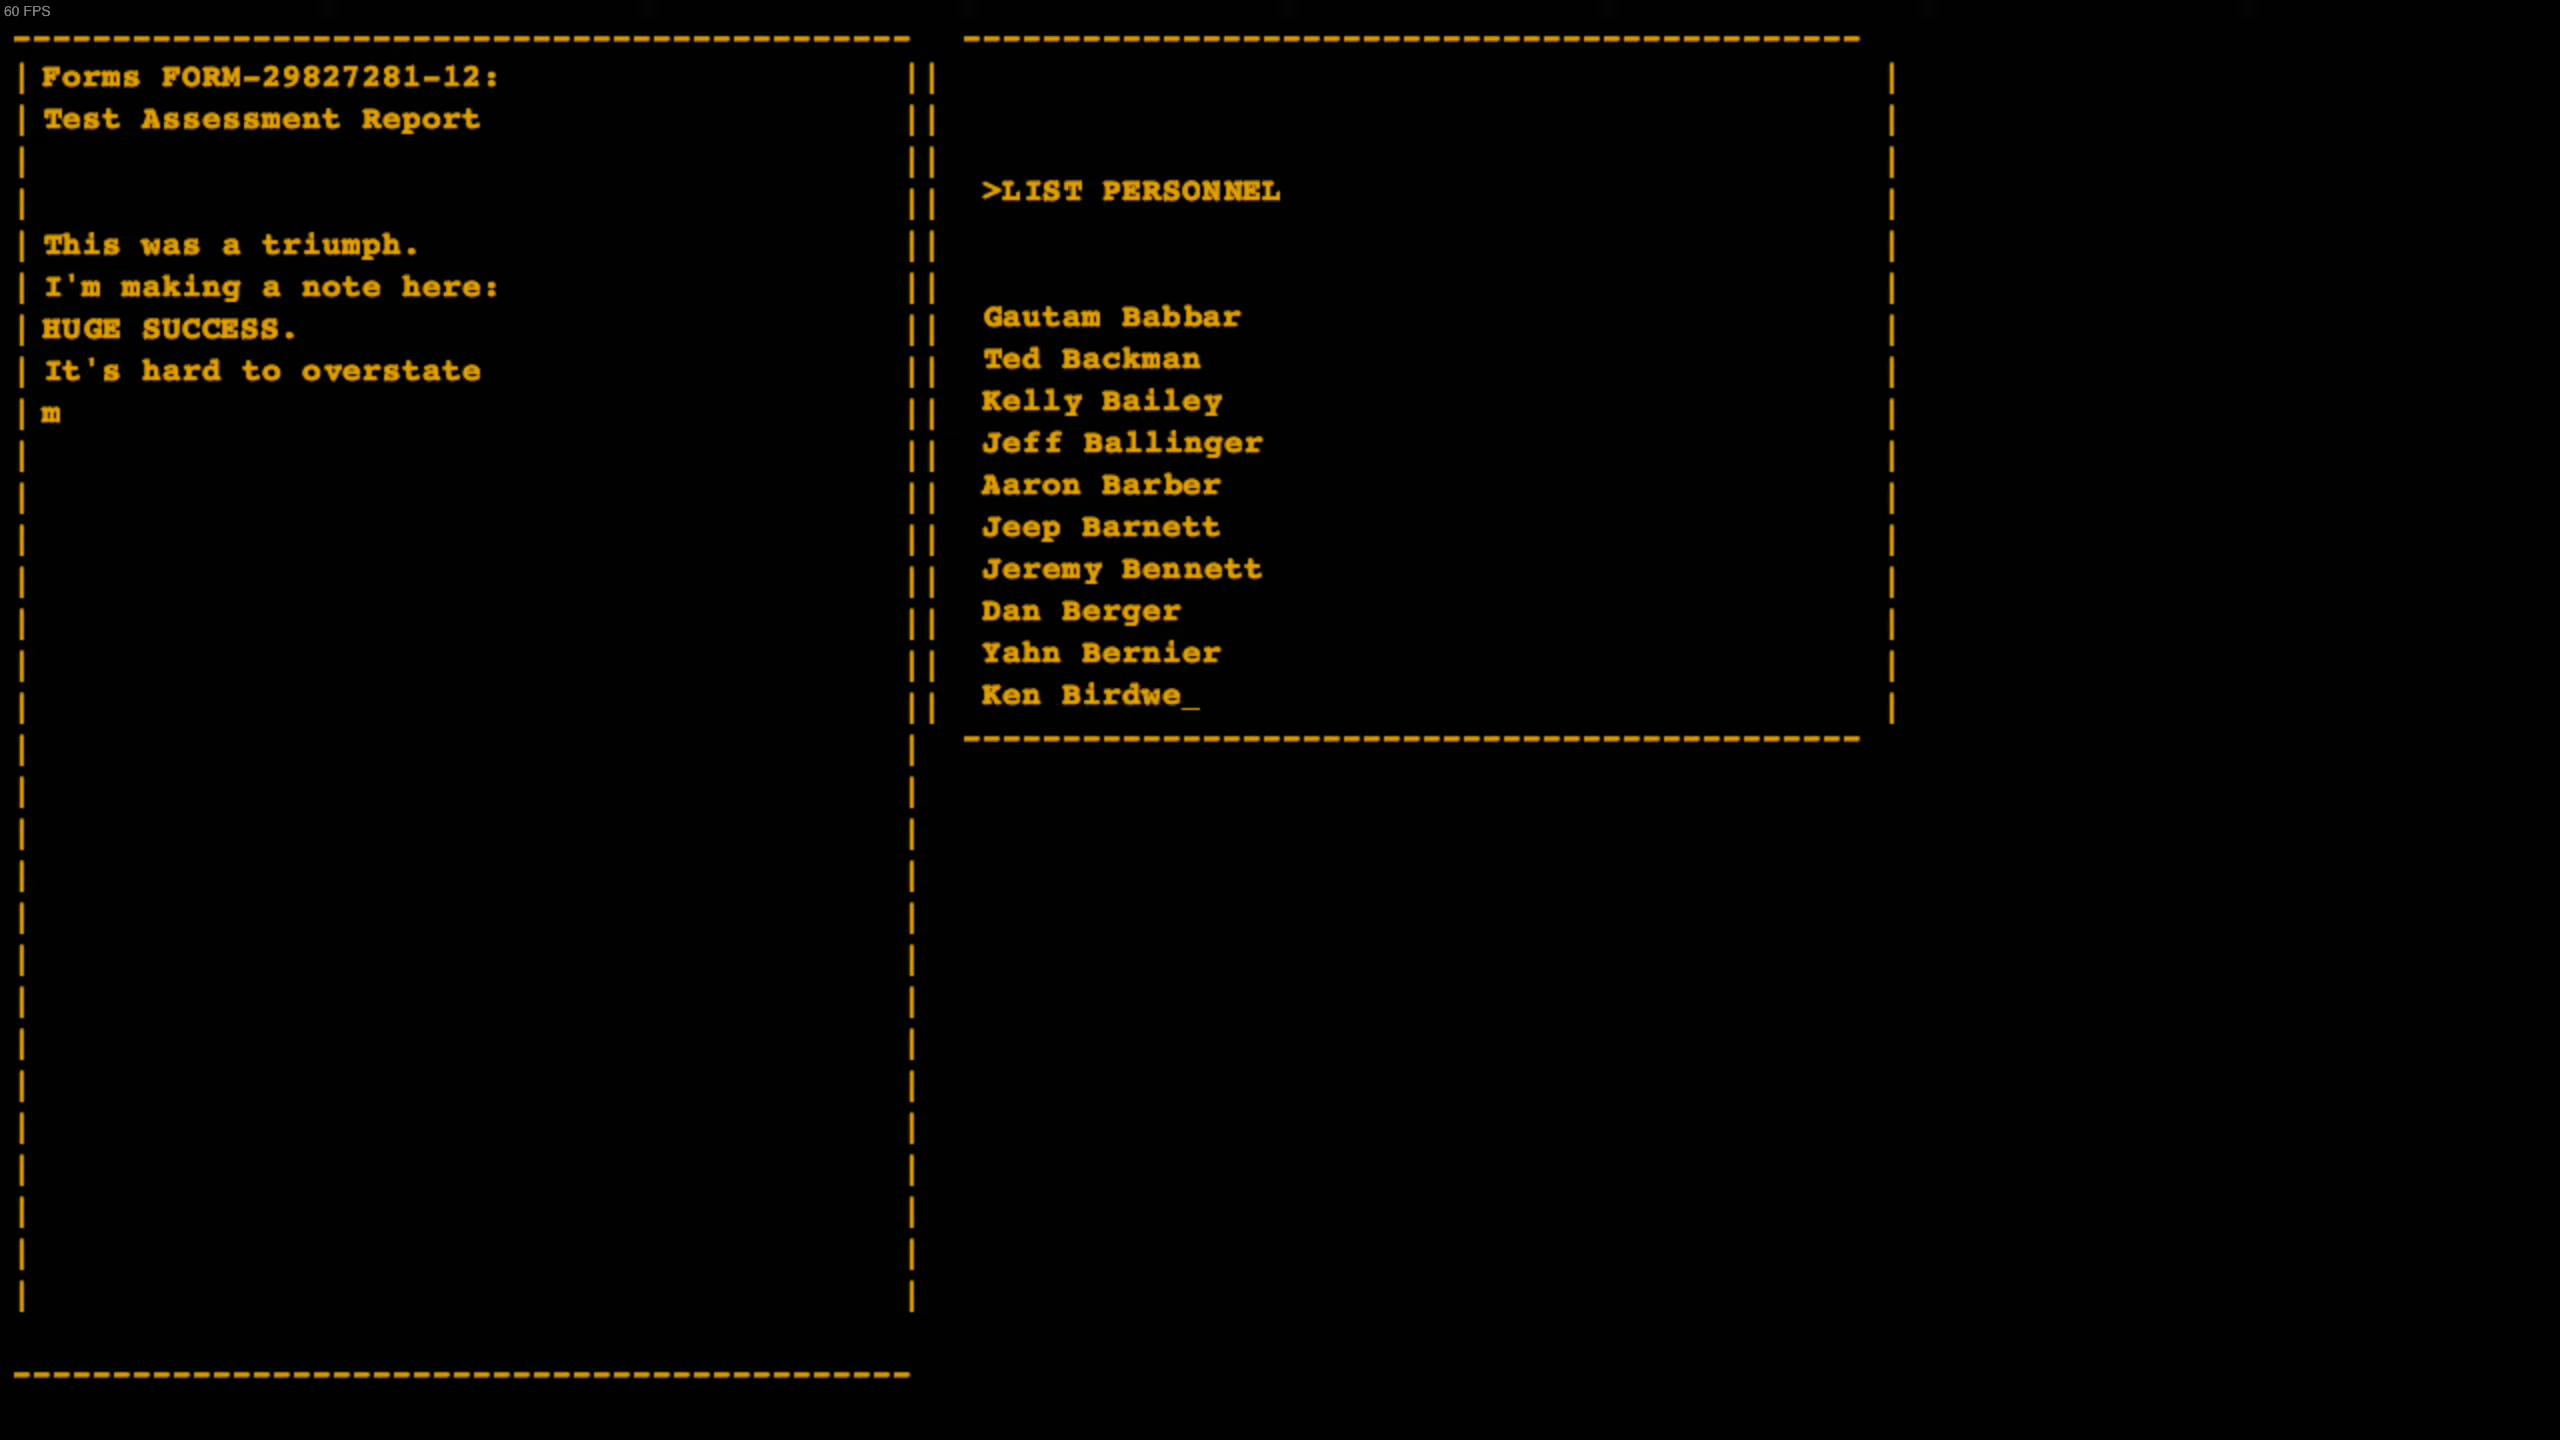 60 FPS
Forms FORM-29827281-12:
Test Assessment Report
This was a triumph.
I'm making a note here:
HUGE SUCCESS.
It's hard to overstate
m
>LIST PERSONNEL
Gautam Babbar
Ted Backman
Kelly Bailey
Jeff Ballinger
Aaron Barber
Jeep Barnett
Jeremy Bennett
Dan Berger
Yahn Bernier
Ken Birdwe_